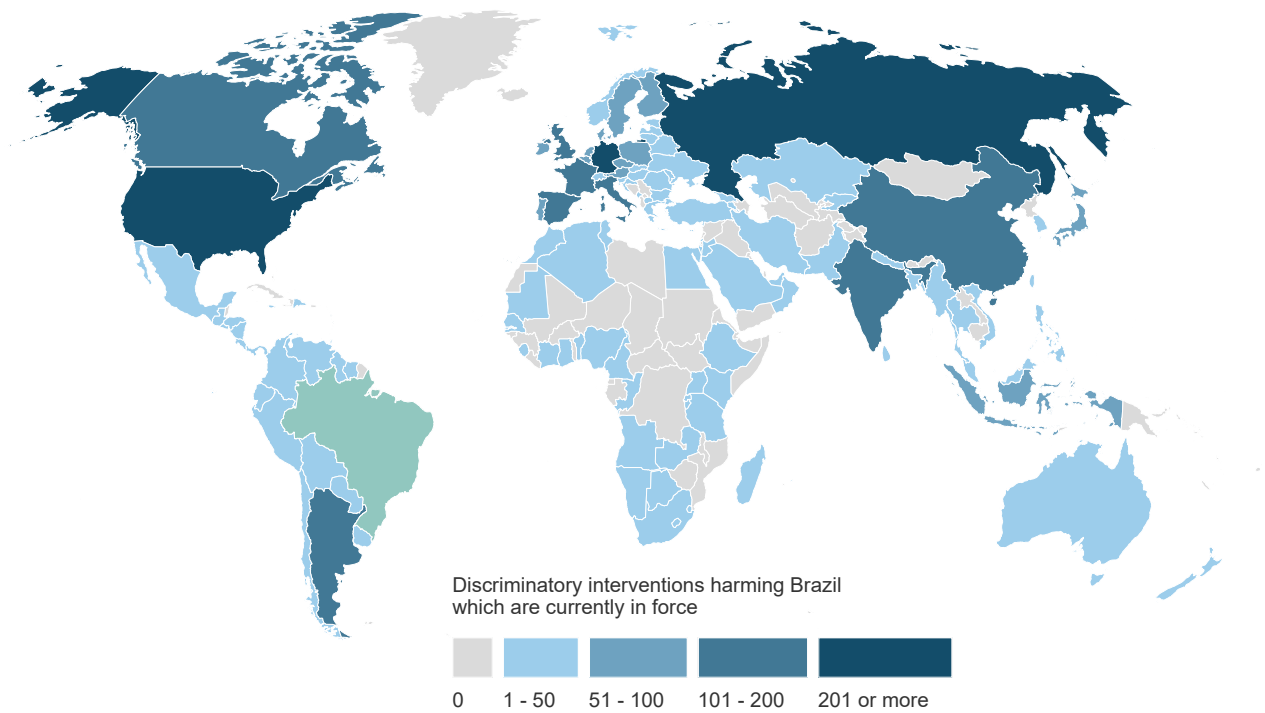 Discriminatory interventions harming Brazil
which are currently in force
0 1 - 50 51 - 100 101 - 200 201 or more